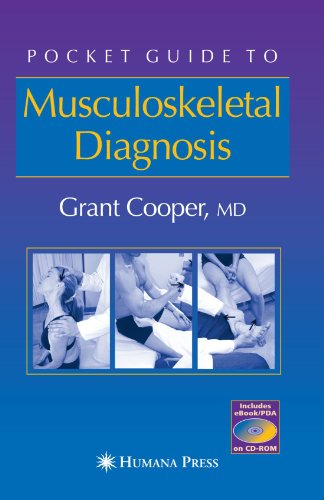 POCKET GUIDE TO
Musculoskeletal
Diagnosis
Grant Cooper, MD
Includes
eBook/PDA
on CD-ROM
HUMANA PRESS